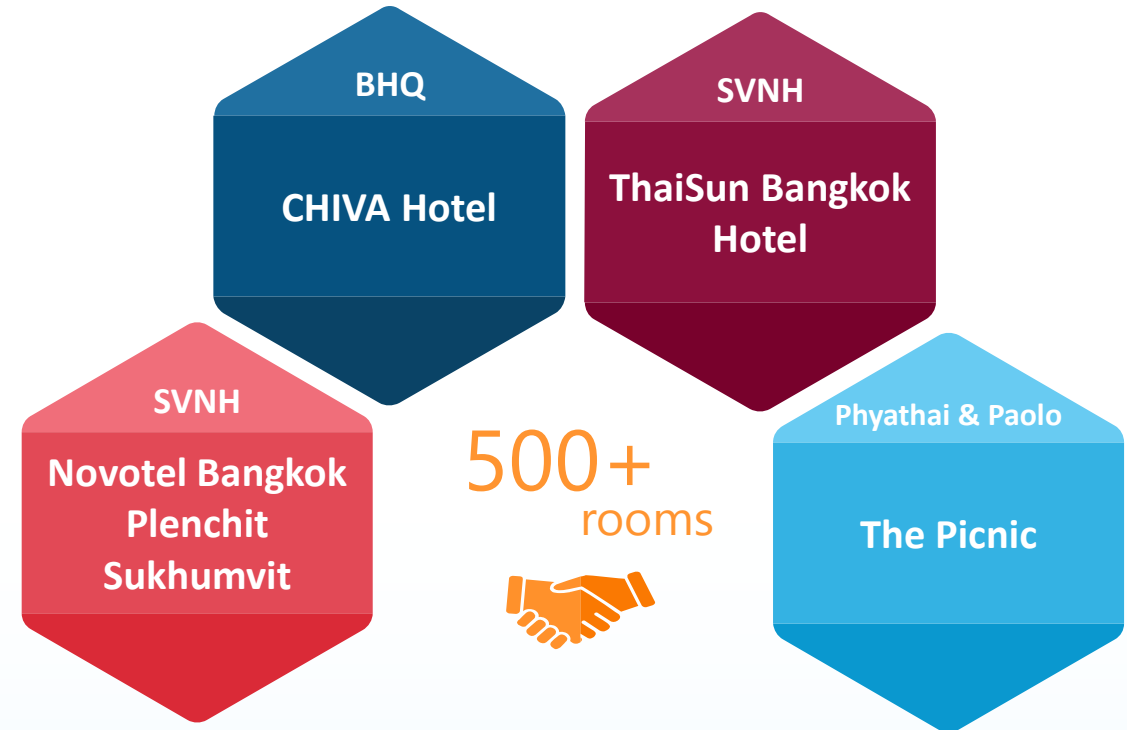 BHQ
CHIVA Hotel
SVNH
ThaiSun Bangkok
Hotel
SVNH
Novotel Bangkok
Plenchit
Sukhumvit
500+
rooms
Phyathai & Paolo
The Picnic